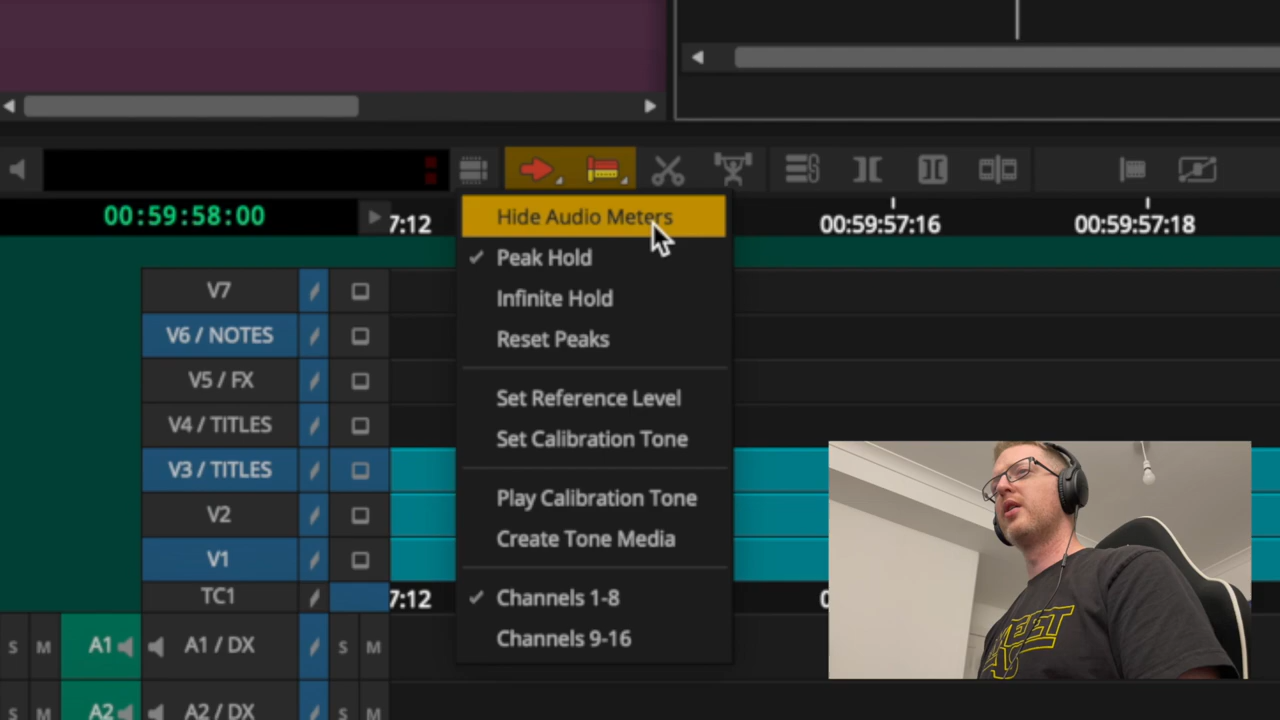 00:59:58:00
7:12
00:59:57:16
00:59:57:18
Hide Audio Meters
Peak Hold
Infinite Hold
Reset Peaks
Set Reference Level
Set Calibration Tone
Play Calibration Tone
Create Tone Media
Channels 1-8
Channels 9-16
V7
V6 / NOTES
V5 / FX
V4 / TITLES
V3 / TITLES
V2
V1
TC1
7:12
0
S M A1 A1 / DX S M
S M A2 A2 / DX S M